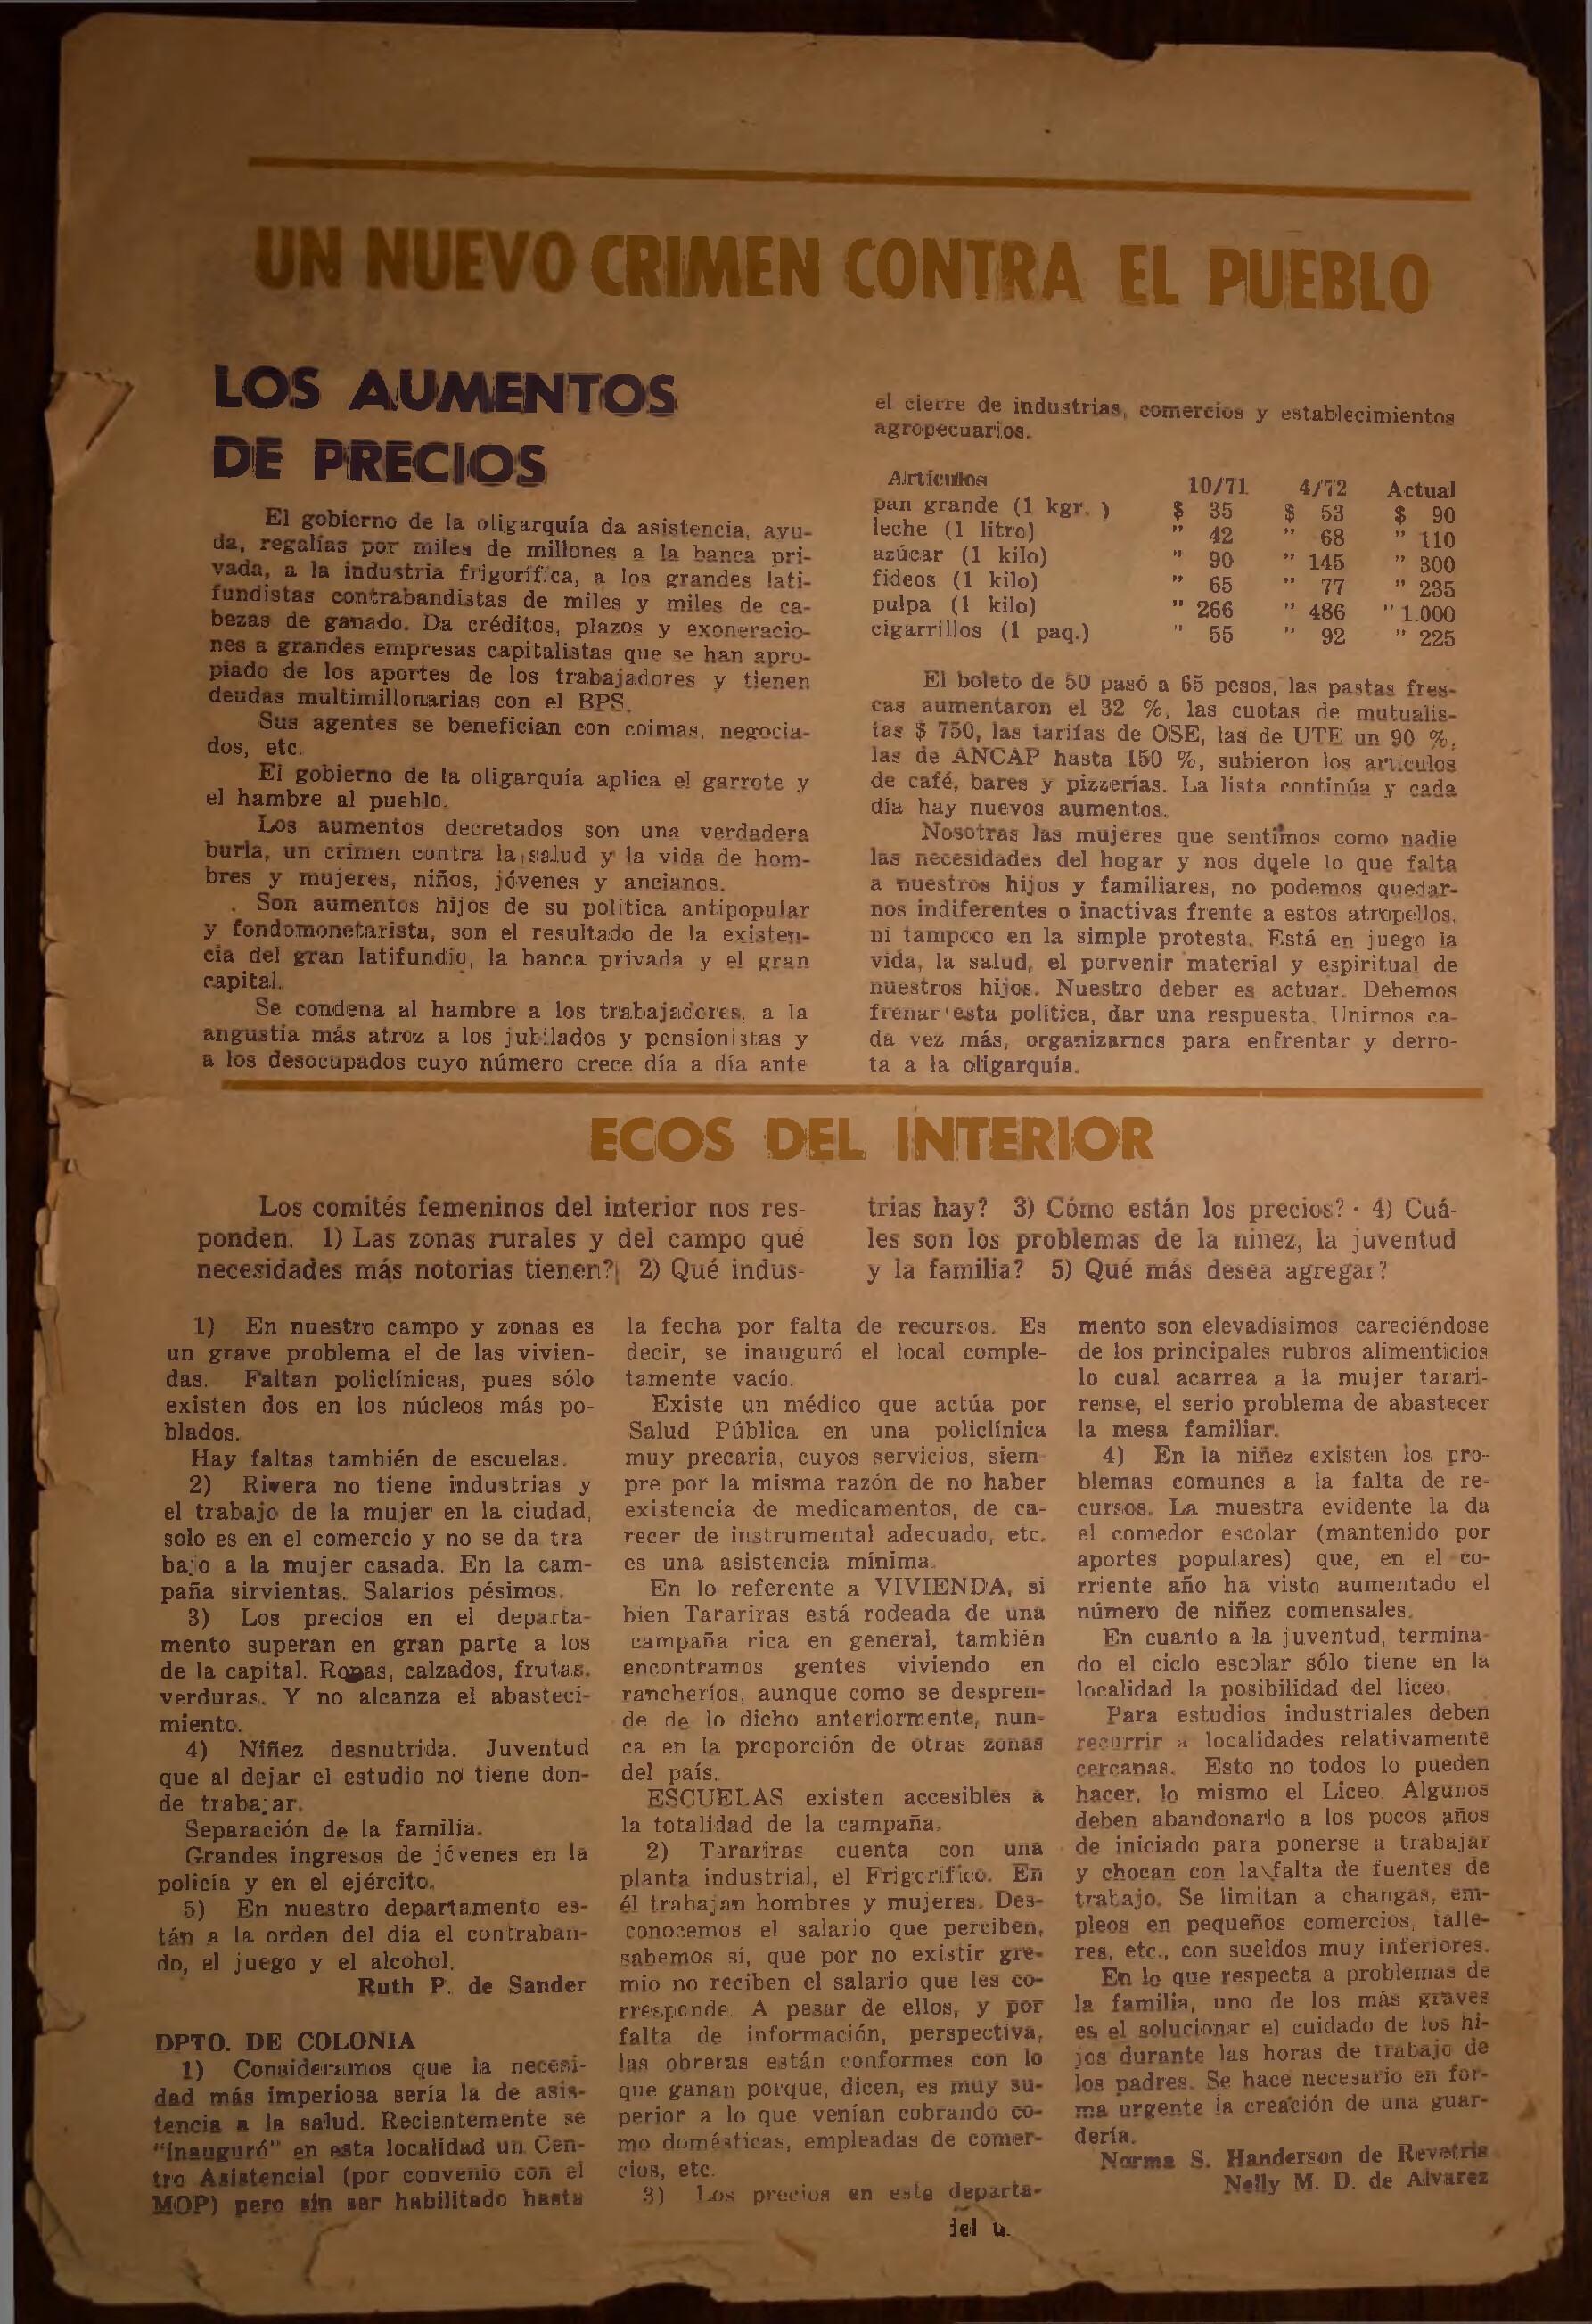 UN NUEVO CRIMEN CONTRA EL PUEBLO
LOS AUMENTOS
DE PRECIOS
El gobierno de la oligarquía da asistencia, ayu-
da, regalías por miles de millones a la banca pri-
vada, a la industria frigorífica, a los grandes lati-
fundistas contrabandistas de miles y miles de ca-
bezas de ganado. Da créditos, plazos y exoneracio-
nes a grandes empresas capitalistas que se han apro-
piado de los aportes de los trabajadores y tienen
deudas multimillonarias con el BPS.
Sus agentes se benefician con coimas, negocia-
dos, etc.
El gobierno de la oligarquía aplica el garrote y
el hambre al pueblo.
Los aumentos decretados son una verdadera
burla, un crimen contra la salud y la vida de hom-
bres y mujeres, niños, jóvenes y ancianos.
Son aumentos hijos de su política antipopular
y fondomonetarista, son el resultado de la existen-
cia del gran latifundio, la banca privada y el gran
capital.
Se condena al hambre a los trabajadores, a la
angustia más atroz a los jubilados y pensionistas y
a los desocupados cuyo número crece día a día ante
el cierre de industrias, comercios y establecimientos
agropecuarios.
Artículos 10/71 4/72 Actual
pan grande (1 kgr. ) $ 35 $ 53 $ 90
leche (1 litro) " 42 " 68 " 110
azúcar (1 kilo) " 90 " 145 " 300
fideos (1 kilo) " 65 " 77 " 235
pulpa (1 kilo) " 266 " 486 " 1.000
cigarrillos (1 paq.) " 55 " 92 " 225
El boleto de 50 pasó a 65 pesos, las pastas fres-
cas aumentaron el 32 %, las cuotas de mutualis-
tas $ 750, las tarifas de OSE, las de UTE un 90 %,
las de ANCAP hasta 150 %, subieron los artículos
de café, bares y pizzerías. La lista continúa y cada
día hay nuevos aumentos.
Nosotras las mujeres que sentimos como nadie
las necesidades del hogar y nos duele lo que falta
a nuestros hijos y familiares, no podemos quedar-
nos indiferentes o inactivas frente a estos atropellos,
ni tampoco en la simple protesta. Está en juego la
vida, la salud, el porvenir material y espiritual de
nuestros hijos. Nuestro deber es actuar. Debemos
frenar esta política, dar una respuesta. Unirnos ca-
da vez más, organizarnos para enfrentar y derro-
ta a la oligarquía.
ECOS DEL INTERIOR
Los comités femeninos del interior nos res-
ponden. 1) Las zonas rurales y del campo qué
necesidades más notorias tienen? 2) Qué indus-
trias hay? 3) Cómo están los precios? 4) Cuá-
les son los problemas de la niñez, la juventud
y la familia? 5) Qué más desea agregar?
1) En nuestro campo y zonas es
un grave problema el de las vivien-
das. Faltan policlínicas, pues sólo
existen dos en los núcleos más po-
blados.
Hay faltas también de escuelas.
2) Rivera no tiene industrias y
el trabajo de la mujer en la ciudad,
solo es en el comercio y no se da tra-
bajo a la mujer casada. En la cam-
paña sirvientas. Salarios pésimos.
3) Los precios en el departa-
mento superan en gran parte a los
de la capital. Ropas, calzados, frutas,
verduras. Y no alcanza el abasteci-
miento.
4) Niñez desnutrida. Juventud
que al dejar el estudio no tiene don-
de trabajar.
Separación de la familia.
Grandes ingresos de jóvenes en la
policía y en el ejército.
5) En nuestro departamento es-
tán a la orden del día el contraban-
do, el juego y el alcohol.
Ruth P. de Sander
DPTO. DE COLONIA
1) Consideramos que la necesi-
dad más imperiosa sería la de asis-
tencia a la salud. Recientemente se
"inauguró" en esta localidad un Cen-
tro Asistencial (por convenio con el
MOP) pero sin ser habilitado hasta
la fecha por falta de recursos. Es
decir, se inauguró el local comple-
tamente vacío.
Existe un médico que actúa por
Salud Pública en una policlínica
muy precaria, cuyos servicios, siem-
pre por la misma razón de no haber
existencia de medicamentos, de ca-
recer de instrumental adecuado, etc.
es una asistencia mínima.
En lo referente a VIVIENDA, si
bien Tarariras está rodeada de una
campaña rica en general, también
encontramos gentes viviendo en
rancheríos, aunque como se despren-
de de lo dicho anteriormente, nun-
ca en la proporción de otras zonas
del país.
ESCUELAS existen accesibles a
la totalidad de la campaña.
2) Tarariras cuenta con una
planta industrial, el Frigorífico. En
él trabajan hombres y mujeres. Des-
conocemos el salario que perciben,
sabemos sí, que por no existir gre-
mio no reciben el salario que les co-
rresponde. A pesar de ellos, y por
falta de información, perspectiva,
las obreras están conformes con lo
que ganan porque, dicen, es muy su-
perior a lo que venían cobrando co-
mo domésticas, empleadas de comer-
cios, etc.
3) Los precios en este departa-
mento son elevadísimos, careciéndose
de los principales rubros alimenticios
lo cual acarrea a la mujer tarari-
rense, el serio problema de abastecer
la mesa familiar.
4) En la niñez existen los pro-
blemas comunes a la falta de re-
cursos. La muestra evidente la da
el comedor escolar (mantenido por
aportes populares) que, en el co-
rriente año ha visto aumentado el
número de niñez comensales.
En cuanto a la juventud, termina-
do el ciclo escolar sólo tiene en la
localidad la posibilidad del liceo.
Para estudios industriales deben
recurrir a localidades relativamente
cercanas. Esto no todos lo pueden
hacer, lo mismo el Liceo. Algunos
deben abandonarlo a los pocos años
de iniciado para ponerse a trabajar
y chocan con la falta de fuentes de
trabajo. Se limitan a changas, em-
pleos en pequeños comercios, talle-
res, etc., con sueldos muy inferiores.
En lo que respecta a problemas de
la familia, uno de los más graves
es el solucionar el cuidado de los hi-
jos durante las horas de trabajo de
los padres. Se hace necesario en for-
ma urgente la creación de una guar-
dería.
Norma S. Handerson de Revetria
Nelly M. D. de Alvarez
del u.